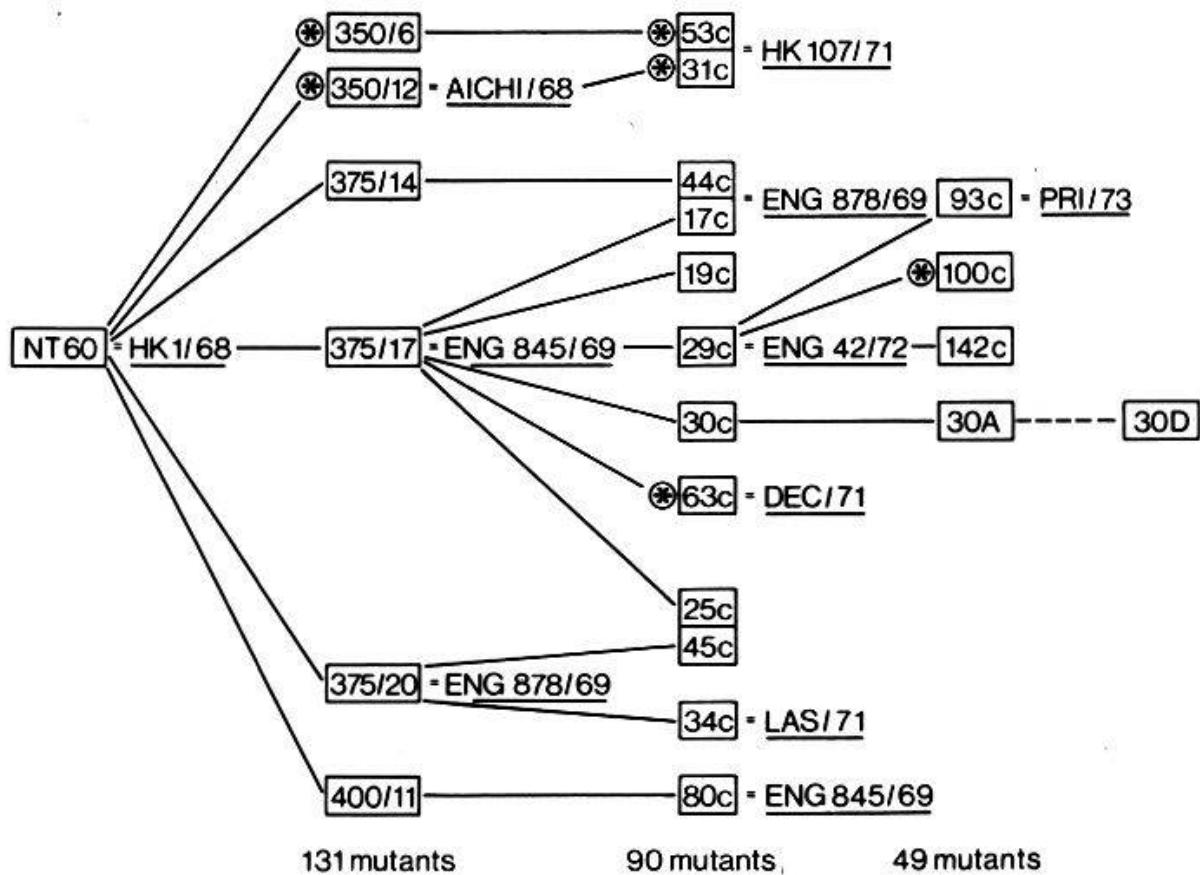 350/6 53c = HK 107/71
31c
350/12 = AICHI/68
375/14 44c = ENG 878/69 93c = PRI/73
17c
19c 100c
NT60 = HK 1/68 375/17 = ENG 845/69 29c = ENG 42/72 142c
30c 30A 30D
63c = DEC/71
25c
45c
375/20 = ENG 878/69
34c = LAS/71
400/11 80c = ENG 845/69
131 mutants 90 mutants 49 mutants